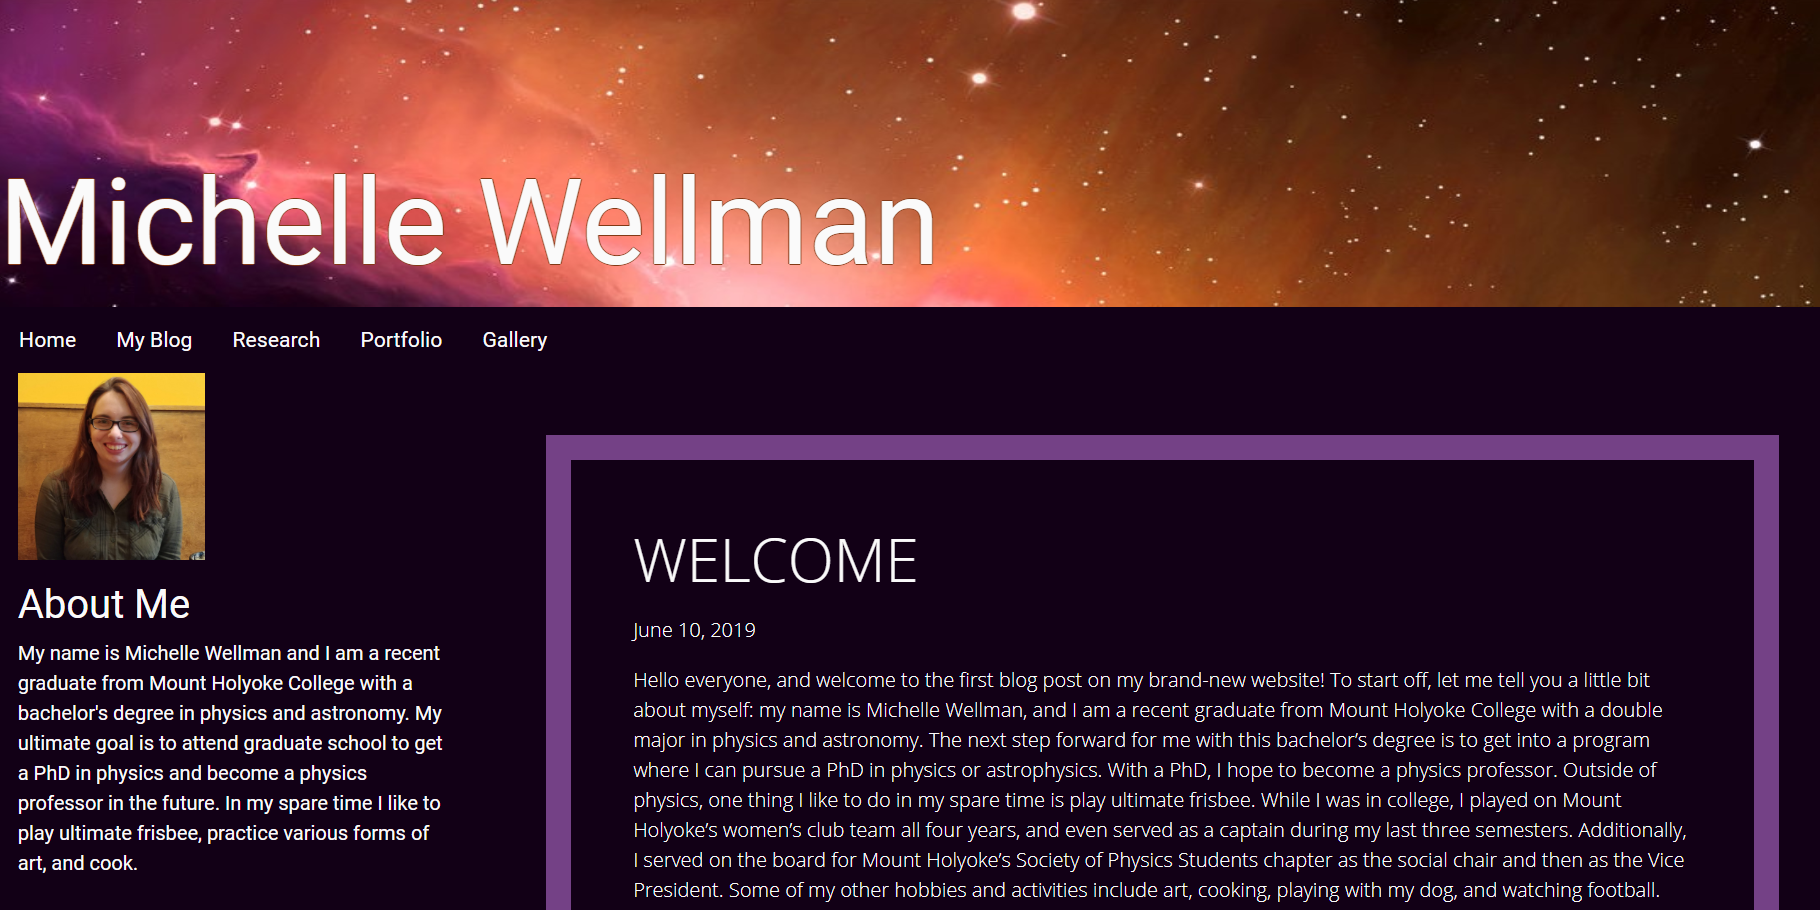 Michelle Wellman
Home My Blog Research Portfolio Gallery
About Me
My name is Michelle Wellman and I am a recent
graduate from Mount Holyoke College with a
bachelor's degree in physics and astronomy. My
ultimate goal is to attend graduate school to get
a PhD in physics and become a physics
professor in the future. In my spare time I like to
play ultimate frisbee, practice various forms of
art, and cook.
WELCOME
June 10, 2019
Hello everyone, and welcome to the first blog post on my brand-new website! To start off, let me tell you a little bit
about myself: my name is Michelle Wellman, and I am a recent graduate from Mount Holyoke College with a double
major in physics and astronomy. The next step forward for me with this bachelor’s degree is to get into a program
where I can pursue a PhD in physics or astrophysics. With a PhD, I hope to become a physics professor. Outside of
physics, one thing I like to do in my spare time is play ultimate frisbee. While I was in college, I played on Mount
Holyoke’s women’s club team all four years, and even served as a captain during my last three semesters. Additionally,
I served on the board for Mount Holyoke’s Society of Physics Students chapter as the social chair and then as the Vice
President. Some of my other hobbies and activities include art, cooking, playing with my dog, and watching football.